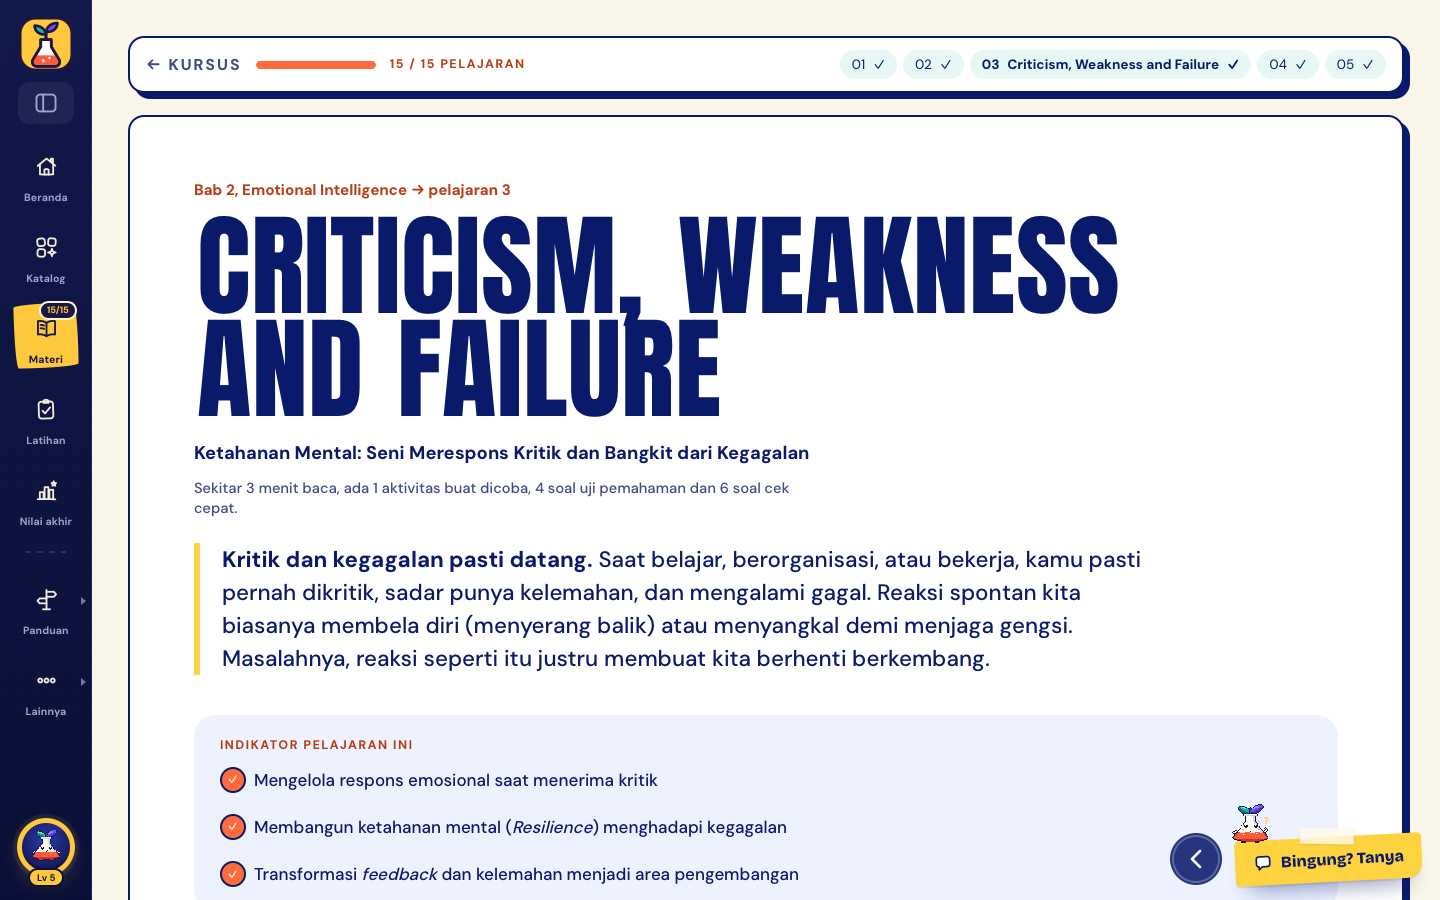 Beranda
Katalog
15/15
Materi
Latihan
Nilai akhir
Panduan
Lainnya
Lv 5
← KURSUS
15 / 15 PELAJARAN
01 ✓
02 ✓
03 Criticism, Weakness and Failure ✓
04 ✓
05 ✓
Bab 2, Emotional Intelligence → pelajaran 3
CRITICISM, WEAKNESS
AND FAILURE
Ketahanan Mental: Seni Merespons Kritik dan Bangkit dari Kegagalan
Sekitar 3 menit baca, ada 1 aktivitas buat dicoba, 4 soal uji pemahaman dan 6 soal cek
cepat.
Kritik dan kegagalan pasti datang. Saat belajar, berorganisasi, atau bekerja, kamu pasti
pernah dikritik, sadar punya kelemahan, dan mengalami gagal. Reaksi spontan kita
biasanya membela diri (menyerang balik) atau menyangkal demi menjaga gengsi.
Masalahnya, reaksi seperti itu justru membuat kita berhenti berkembang.
INDIKATOR PELAJARAN INI
Mengelola respons emosional saat menerima kritik
Membangun ketahanan mental (Resilience) menghadapi kegagalan
Transformasi feedback dan kelemahan menjadi area pengembangan
Bingung? Tanya